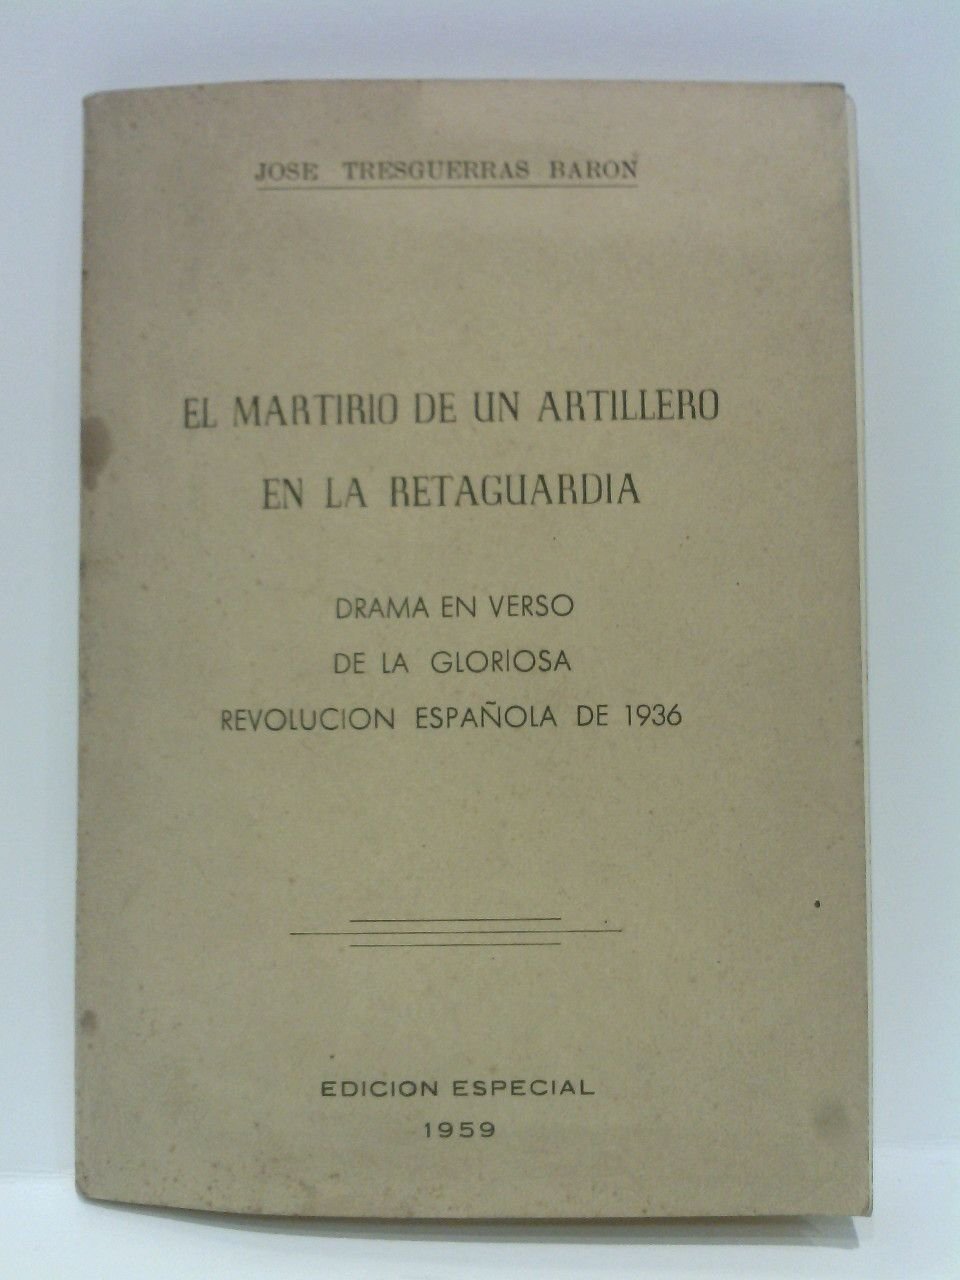 JOSE TRESGUERRAS BARON
EL MARTIRIO DE UN ARTILLERO
EN LA RETAGUARDIA
DRAMA EN VERSO
DE LA GLORIOSA
REVOLUCION ESPAÑOLA DE 1936
EDICION ESPECIAL
1959